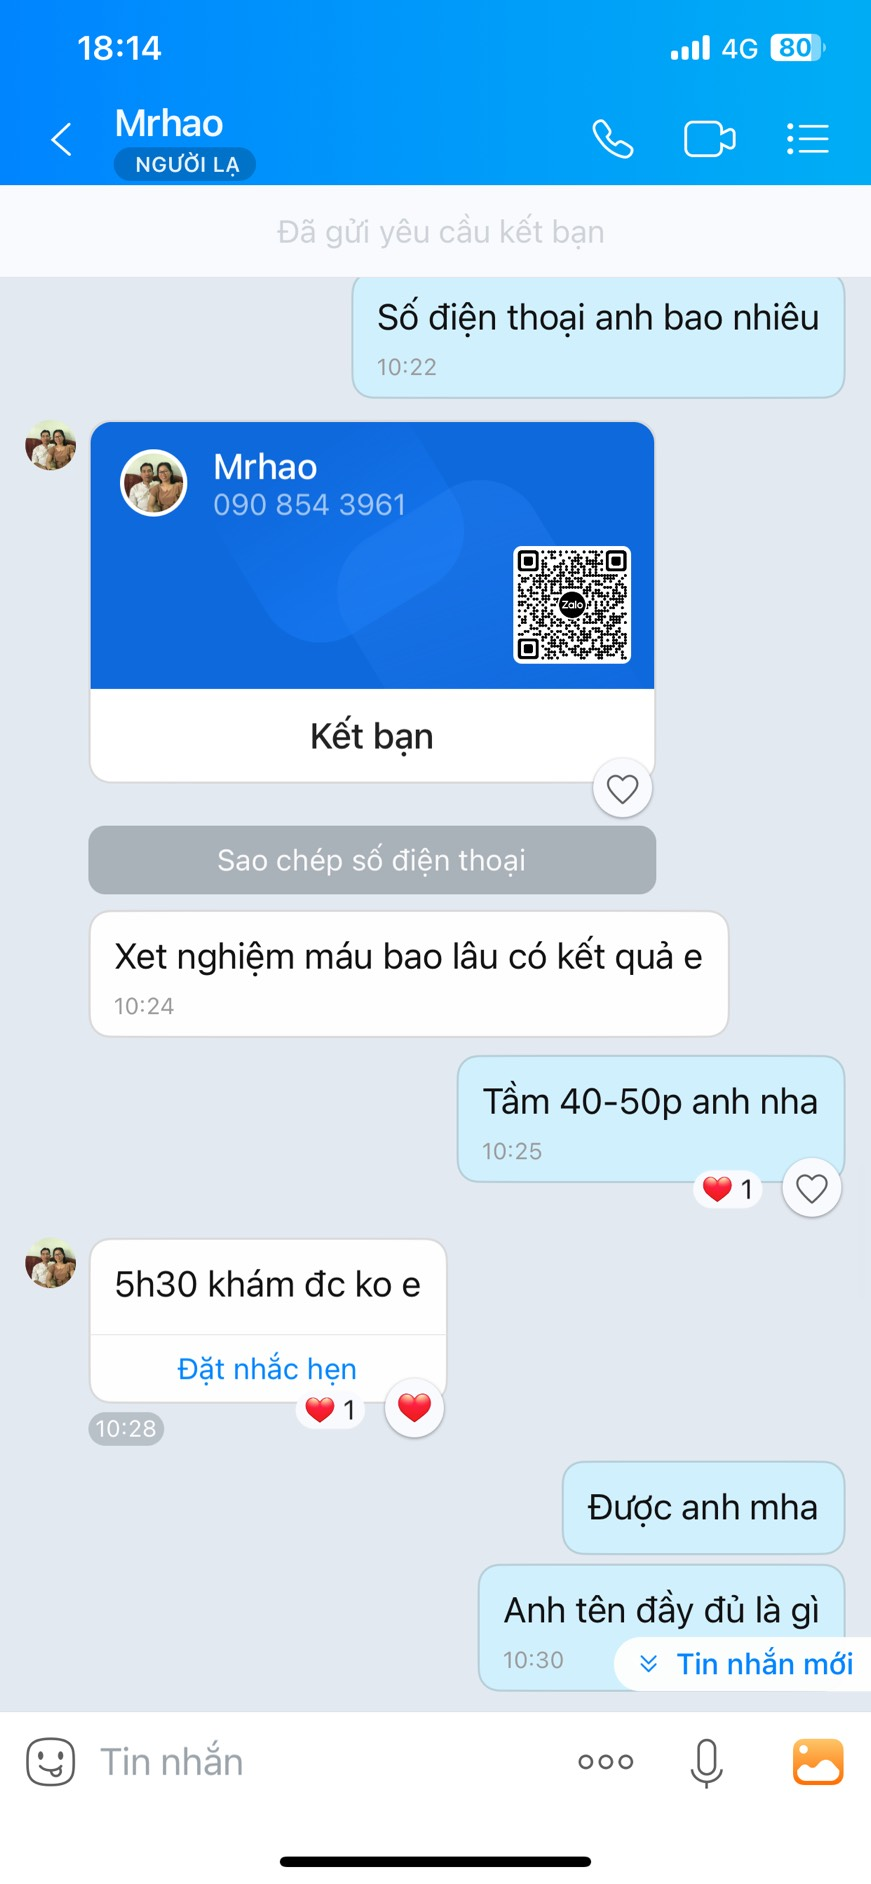 18:14
4G 80
Mrhao
NGƯỜI LẠ
Đã gửi yêu cầu kết bạn
Số điện thoại anh bao nhiêu
10:22
Mrhao
090 854 3961
Zalo
Kết bạn
Sao chép số điện thoại
Xet nghiệm máu bao lâu có kết quả e
10:24
Tầm 40-50p anh nha
10:25
1
5h30 khám đc ko e
Đặt nhắc hẹn
1
10:28
Được anh mha
Anh tên đầy đủ là gì
10:30
Tin nhắn mới
Tin nhắn